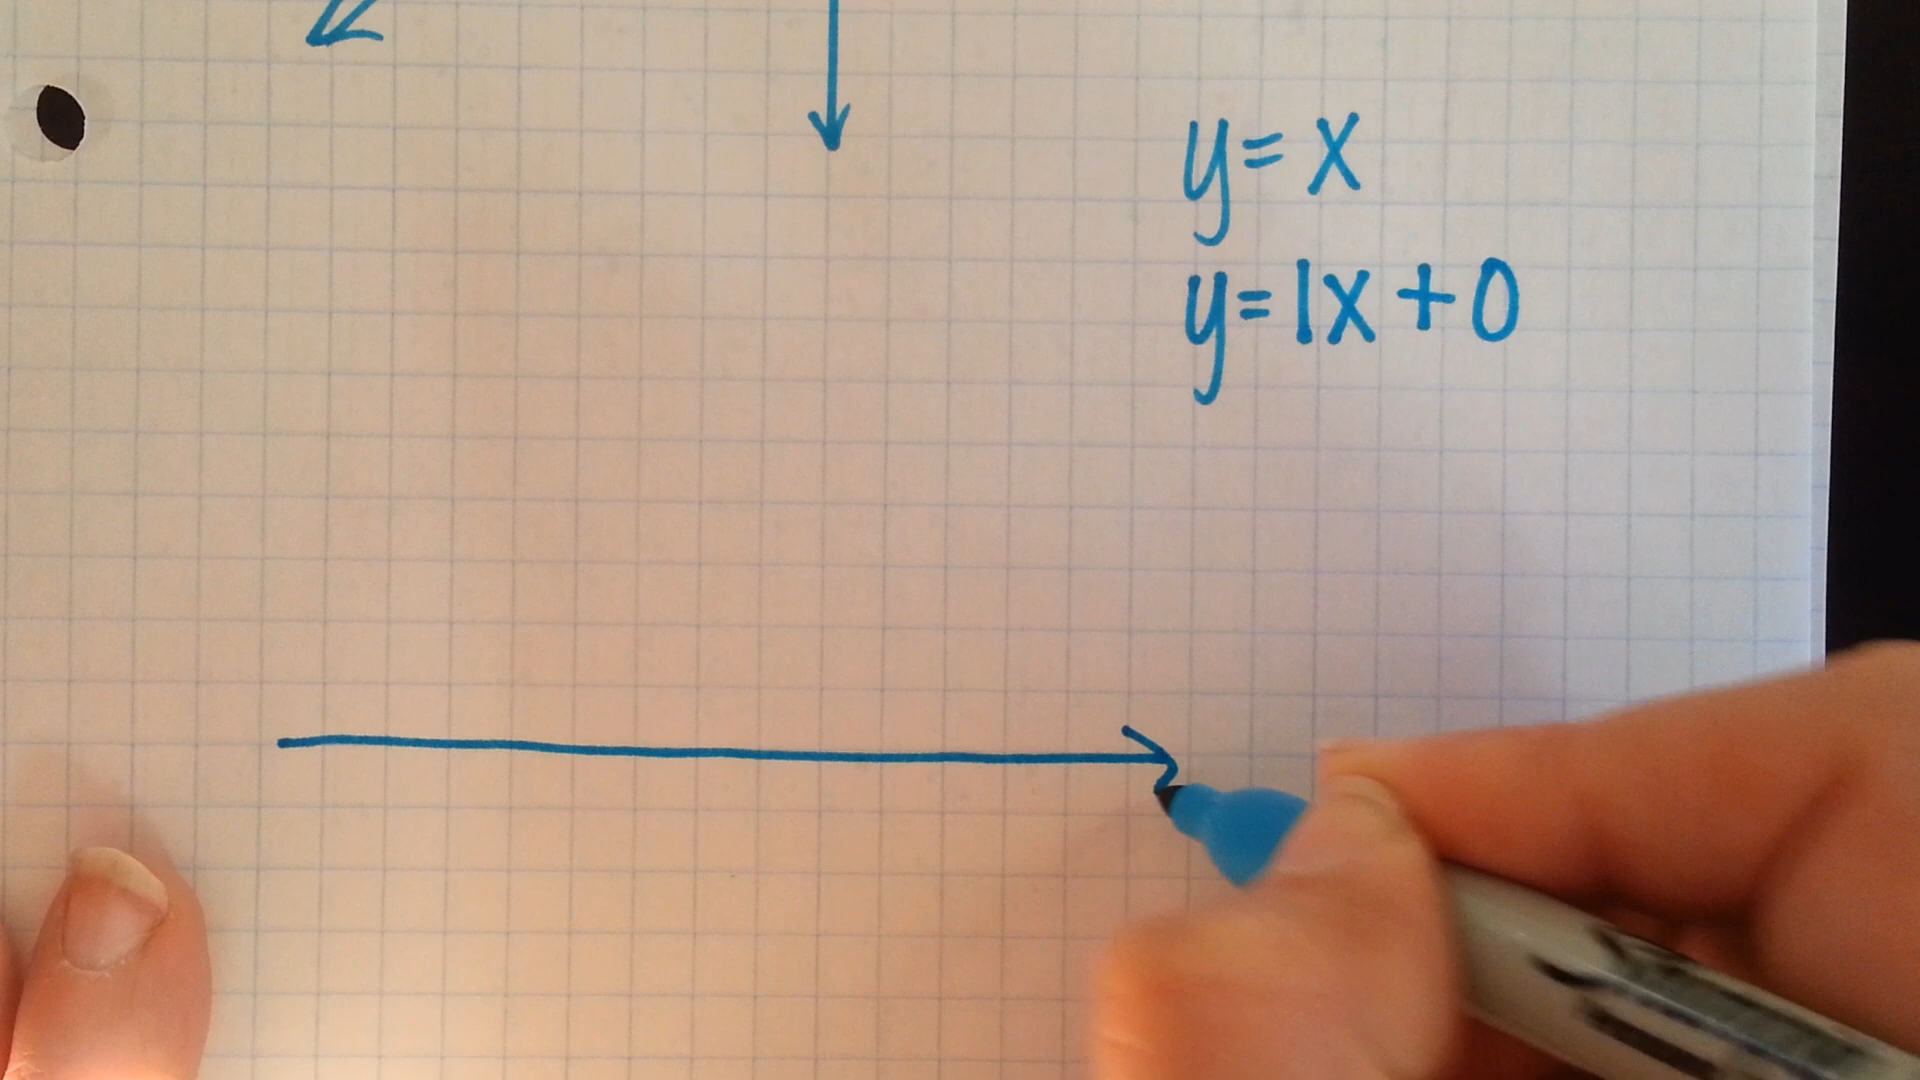 y = x
y = 1x + 0